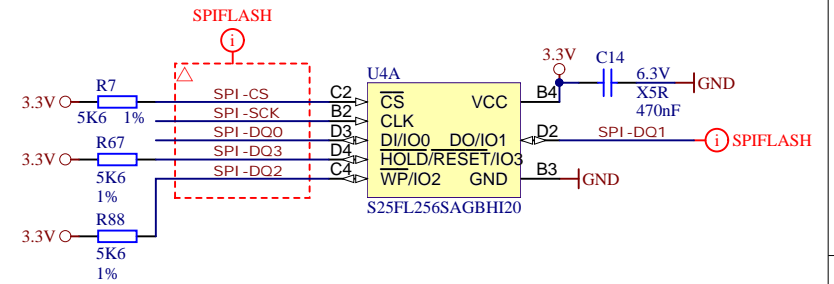 SPIFLASH
i
3.3V
R7
5K6 1%
SPI-CS
C2
SPI-SCK
B2
SPI-DQ0
D3
3.3V
R67
5K6
1%
SPI-DQ3
D4
SPI-DQ2
C4
3.3V
R88
5K6
1%
U4A
CS
VCC
CLK
DI/IO0
DO/IO1
HOLD/RESET/IO3
WP/IO2
GND
S25FL256SAGBHI20
B4
3.3V
C14
6.3V
X5R
470nF
GND
D2
SPI-DQ1
i
SPIFLASH
B3
GND